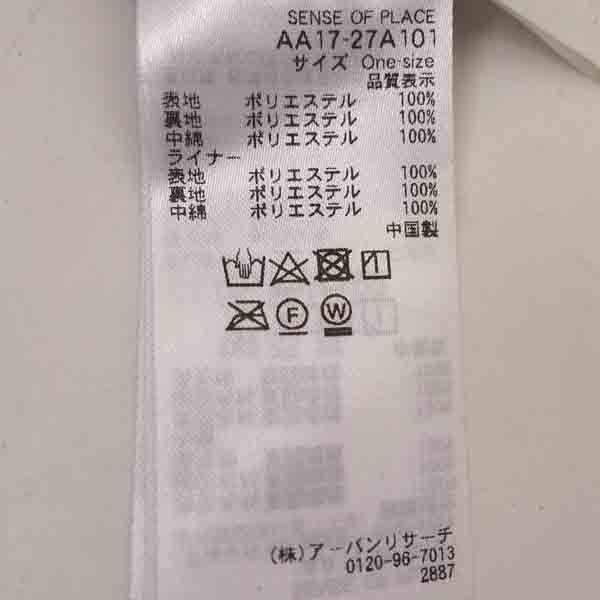 SENSE OF PLACE
AA17-27A101
サイズ One-size
品質表示
表地 ポリエステル 100%
裏地 ポリエステル 100%
中綿 ポリエステル 100%
ライナー
表地 ポリエステル 100%
裏地 ポリエステル 100%
中綿 ポリエステル 100%
中国製
F W
(株)アーバンリサーチ
0120-96-7013
2887